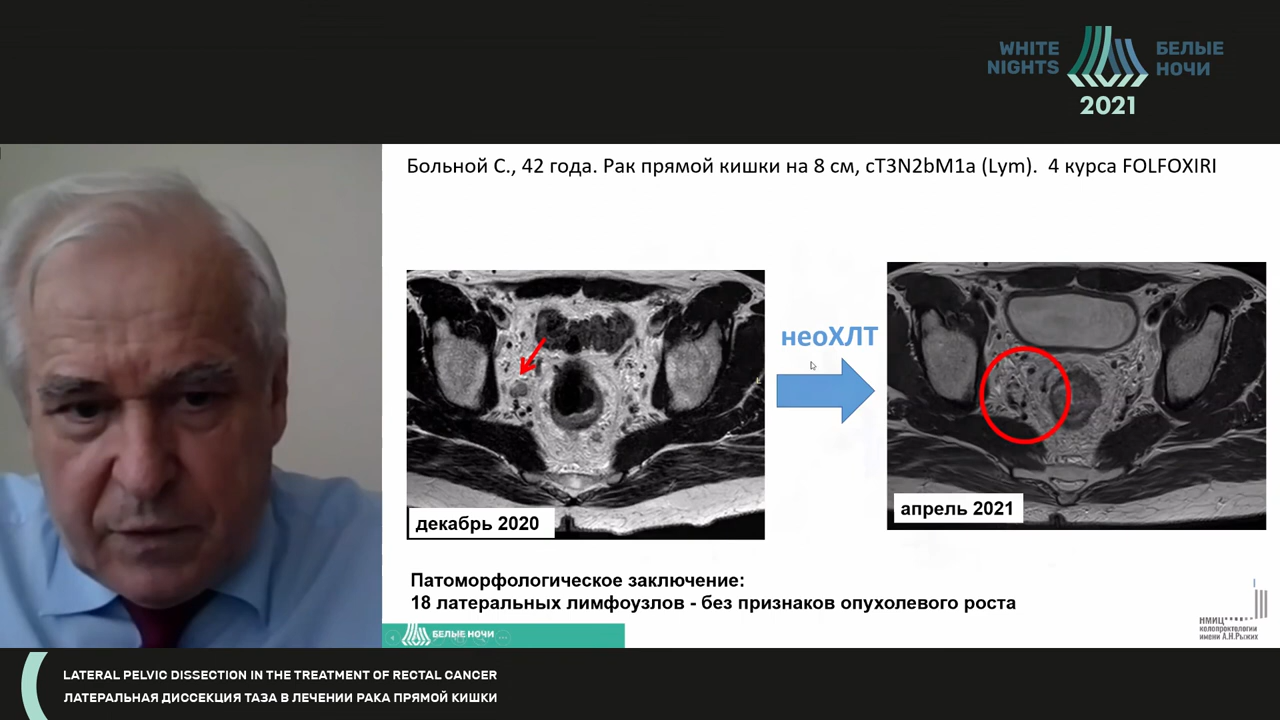 WHITE
NIGHTS
БЕЛЫЕ
НОЧИ
2021
Больной С., 42 года. Рак прямой кишки на 8 см, cT3N2bM1a (Lym). 4 курса FOLFOXIRI
неоХЛТ
L
декабрь 2020
апрель 2021
Патоморфологическое заключение:
18 латеральных лимфоузлов - без признаков опухолевого роста
БЕЛЫЕ НОЧИ
НМИЦ
колопроктологии
имени А.Н.Рыжих
LATERAL PELVIC DISSECTION IN THE TREATMENT OF RECTAL CANCER
ЛАТЕРАЛЬНАЯ ДИССЕКЦИЯ ТАЗА В ЛЕЧЕНИИ РАКА ПРЯМОЙ КИШКИ